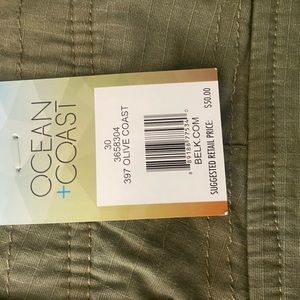 OCEAN
+COAST
30
3658304
397 OLIVE COAST
BELK.COM
SUGGESTED RETAIL PRICE:
$50.00